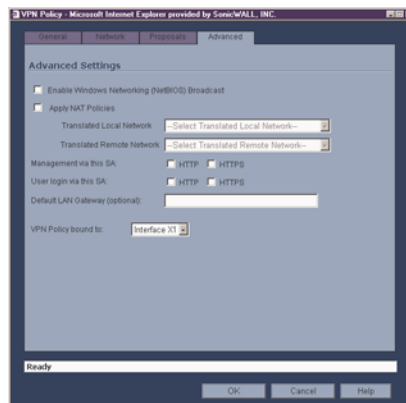 VPN Policy - Microsoft Internet Explorer provided by SonicWALL, INC.
General Network Proposals Advanced
Advanced Settings
Enable Windows Networking (NetBIOS) Broadcast
Apply NAT Policies
Translated Local Network --Select Translated Local Network--
Translated Remote Network --Select Translated Remote Network--
Management via this SA: HTTP HTTPS
User login via this SA: HTTP HTTPS
Default LAN Gateway (optional):
VPN Policy bound to: Interface X1
Ready
OK Cancel Help